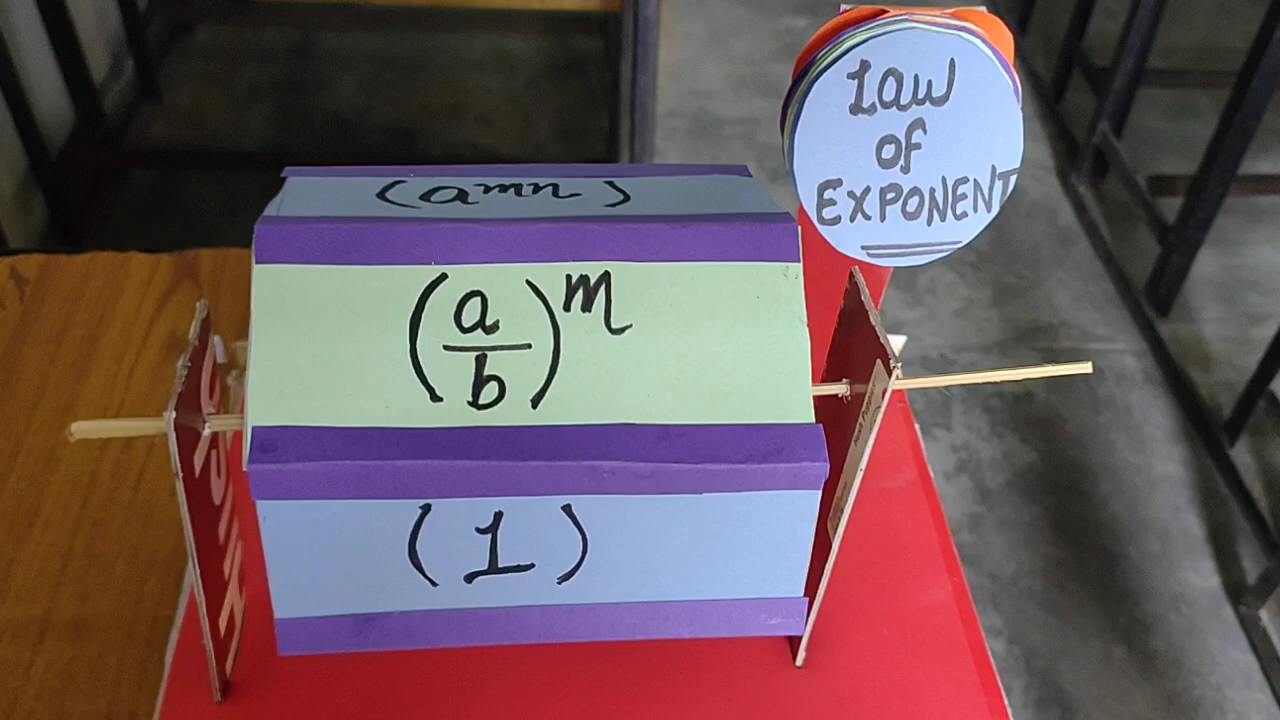 Law
of
EXPONENT
(a^{mn})
(a/b)^m
(1)